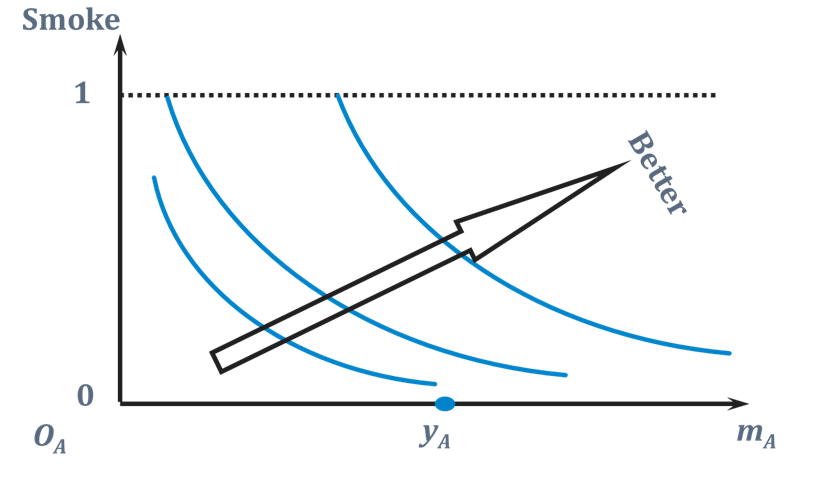 Smoke
1
Better
0
O_A
y_A
m_A